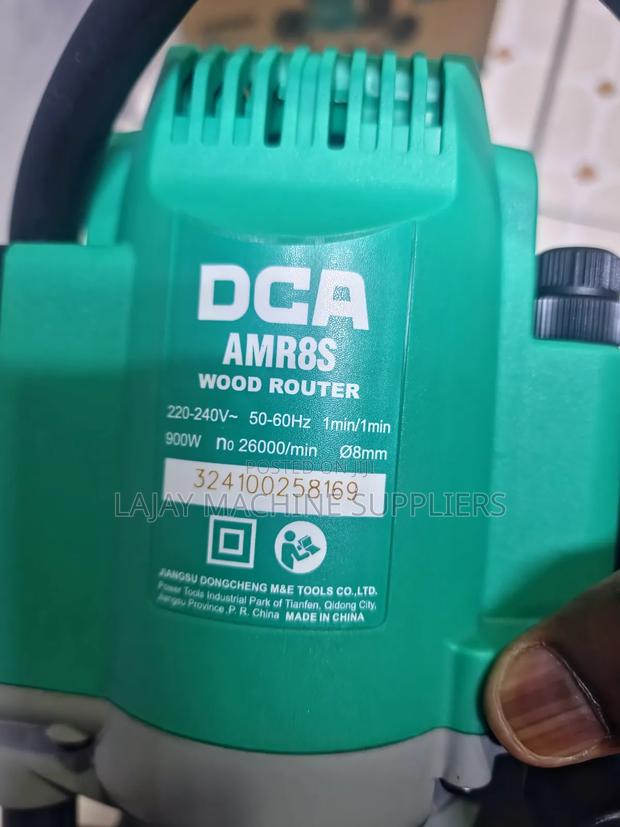 DCA
AMR8S
WOOD ROUTER
220-240V~ 50-60Hz 1min/1min
900W n₀ 26000/min Ø8mm
POSTED ON JIJI
324100258169
LAJAY MACHINE SUPPLIERS
JIANGSU DONGCHENG M&E TOOLS CO.,LTD.
Power Tools Industrial Park of Tianfen, Qidong City,
Jiangsu Province ,P. R. China MADE IN CHINA